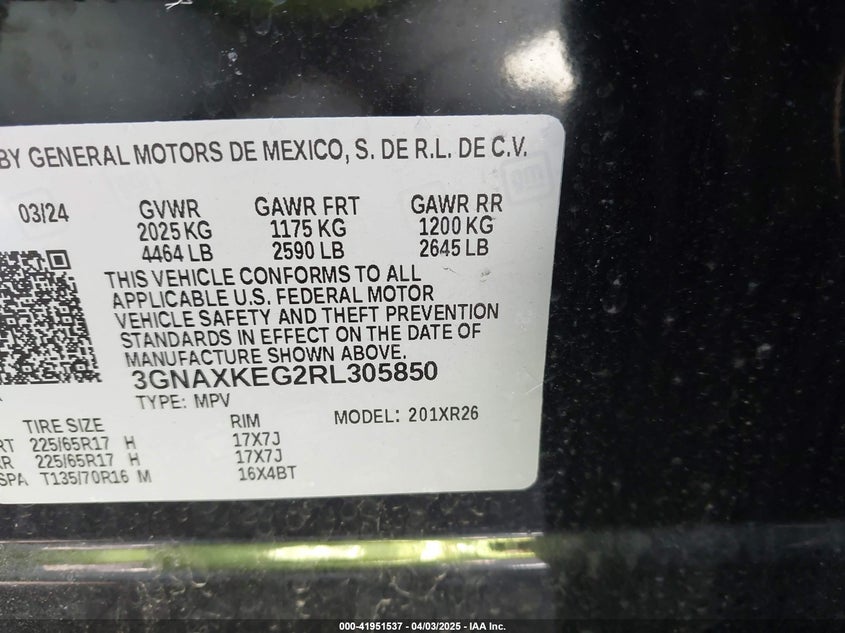 BY GENERAL MOTORS DE MEXICO, S. DE R.L. DE C.V.
03/24 GVWR GAWR FRT GAWR RR
2025 KG 1175 KG 1200 KG
4464 LB 2590 LB 2645 LB
THIS VEHICLE CONFORMS TO ALL
APPLICABLE U.S. FEDERAL MOTOR
VEHICLE SAFETY AND THEFT PREVENTION
STANDARDS IN EFFECT ON THE DATE OF
MANUFACTURE SHOWN ABOVE.
3GNAXKEG2RL305850
TYPE: MPV
MODEL: 201XR26
TIRE SIZE RIM
RT 225/65R17 H 17X7J
RR 225/65R17 H 17X7J
SPA T135/70R16 M 16X4BT
000-41951537 - 04/03/2025 - IAA Inc.